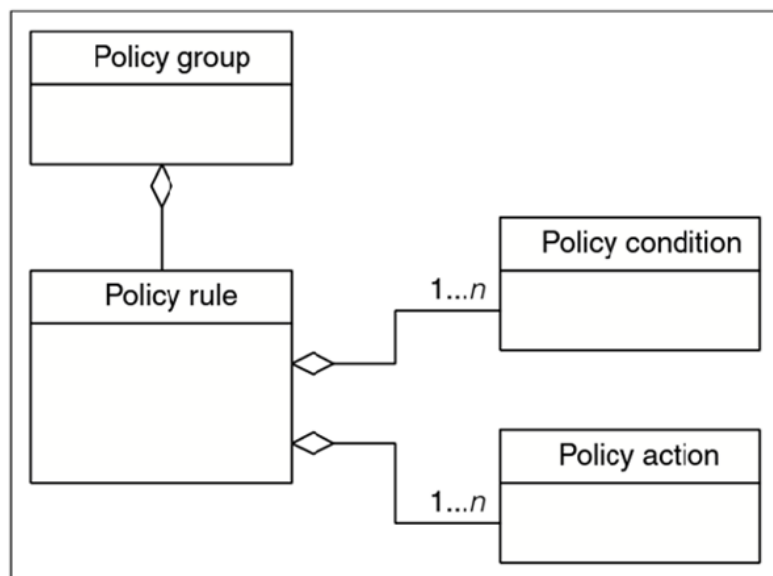 Policy group
Policy condition
Policy rule
1...n
Policy action
1...n